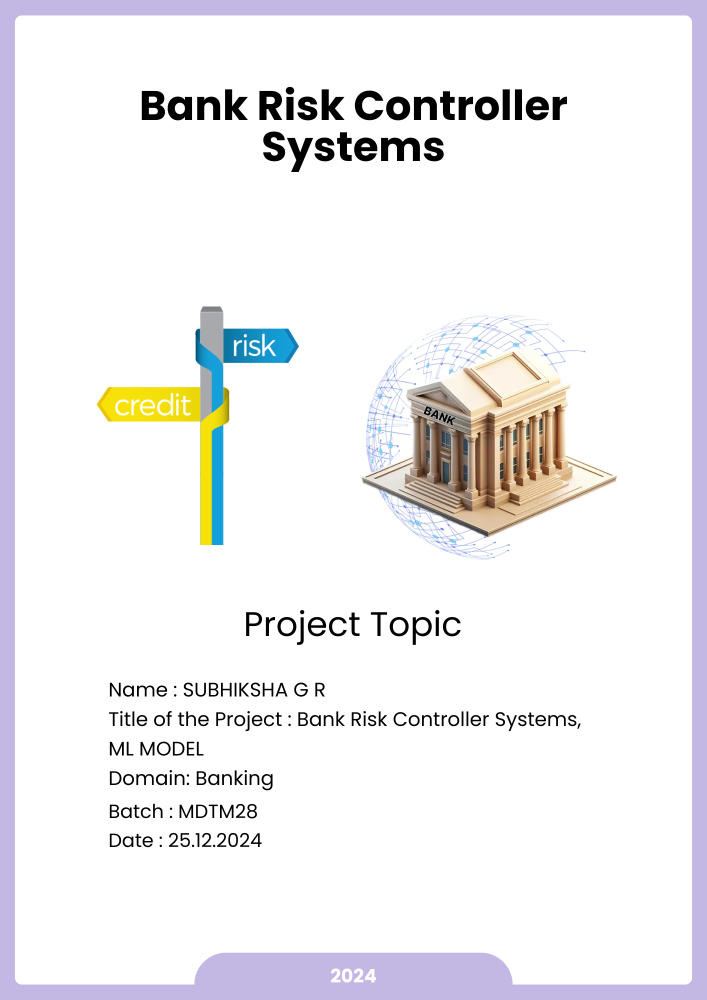 Bank Risk Controller
Systems
risk
credit
BANK
Project Topic
Name : SUBHIKSHA G R
Title of the Project : Bank Risk Controller Systems,
ML MODEL
Domain: Banking
Batch : MDTM28
Date : 25.12.2024
2024